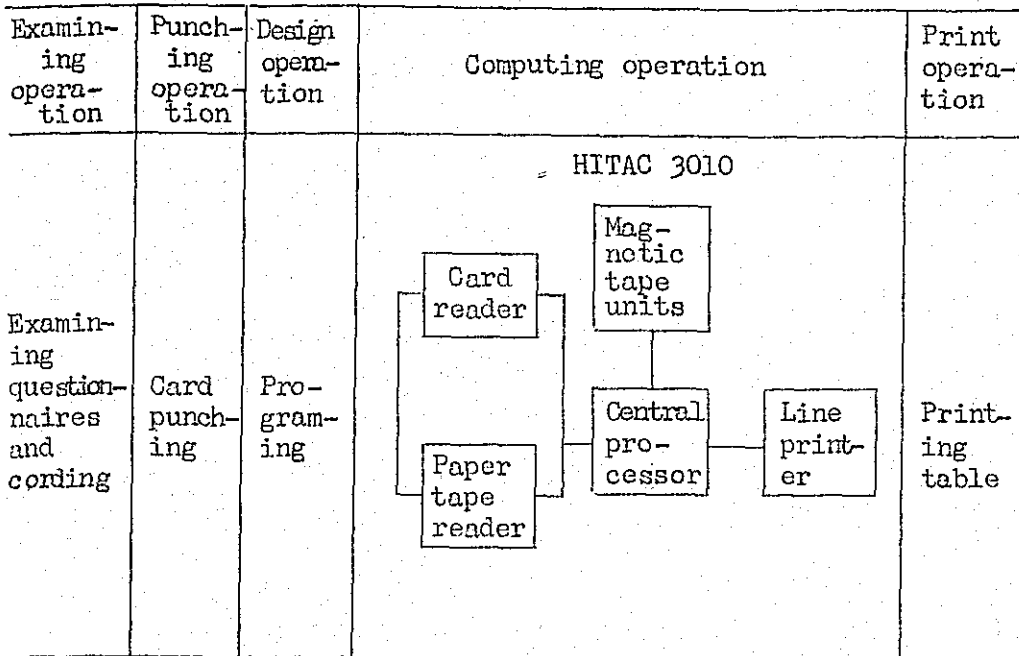 Examin-
ing
opera-
tion
Punch-
ing
opera-
tion
Design
opera-
tion
Computing operation
Print
opera-
tion
Examin-
ing
question-
naires
and
cording
Card
punch-
ing
Pro-
gram-
ing
HITAC 3010
Card
reader
Paper
tape
reader
Mag-
netic
tape
units
Central
pro-
cessor
Line
print-
er
Print-
ing
table